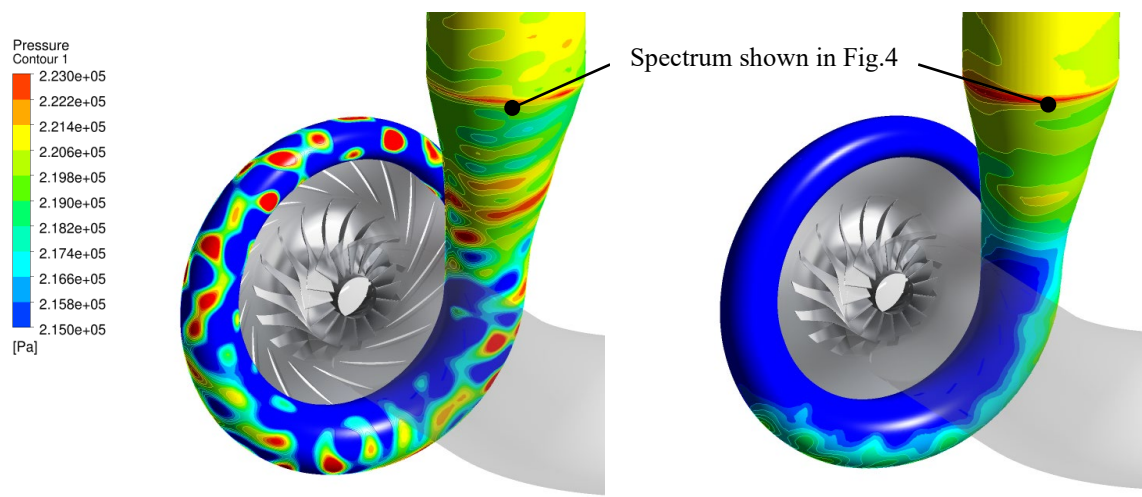 Pressure
Contour 1
2.230e+05
2.222e+05
2.214e+05
2.206e+05
2.198e+05
2.190e+05
2.182e+05
2.174e+05
2.166e+05
2.158e+05
2.150e+05
[Pa]
Spectrum shown in Fig.4